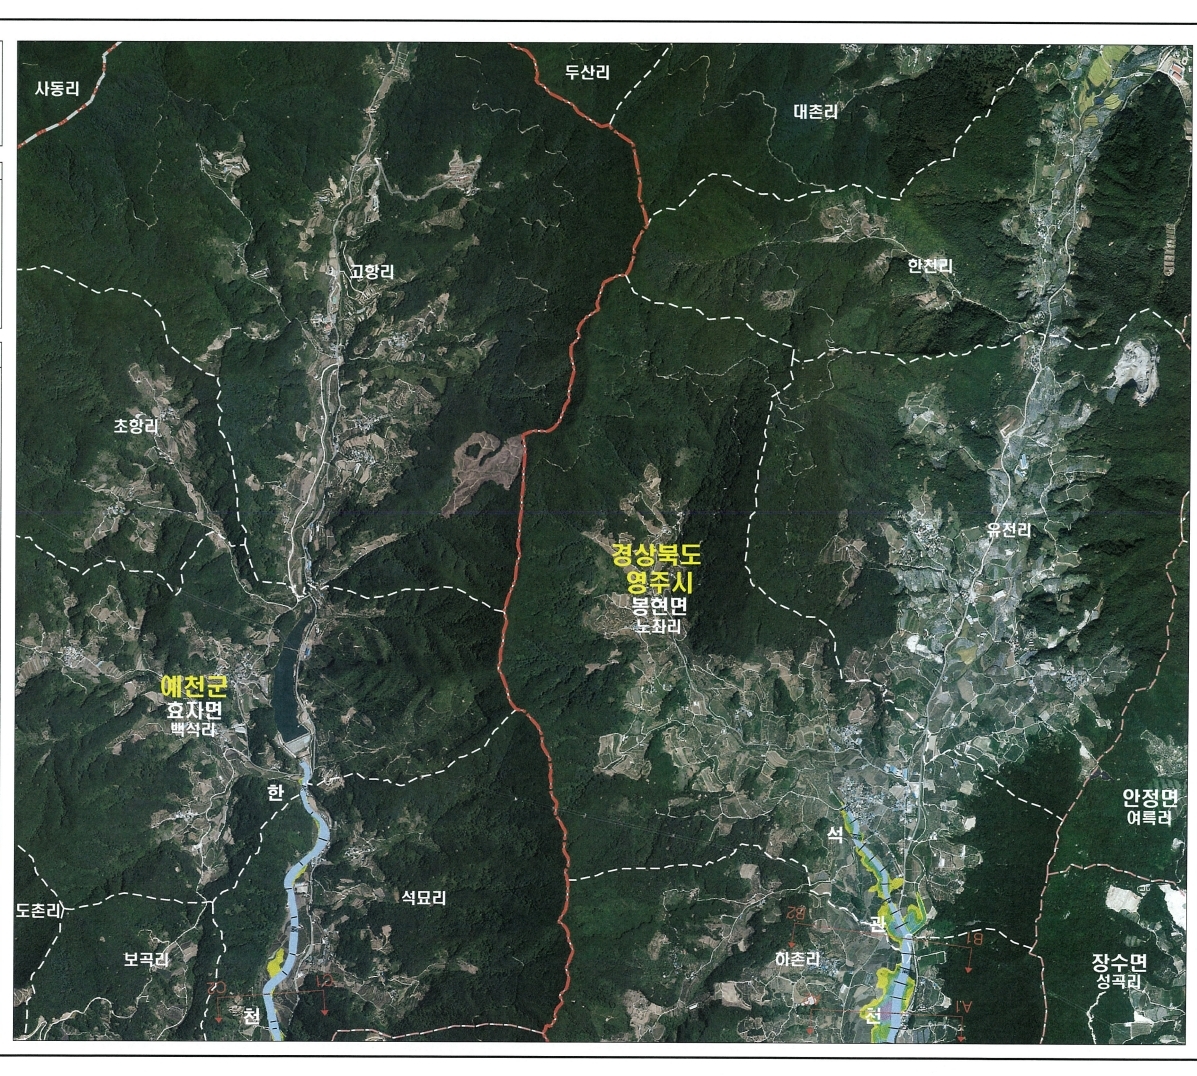 사동리
두산리
대촌리
고항리
한천리
초항리
유전리
경상북도
영주시
봉현면
노좌리
예천군
효자면
백석리
한
안정면
여륵리
석
석묘리
도촌리
B2
관
보곡리
하촌리
B1
장수면
성곡리
C2
C1
천
천
A1